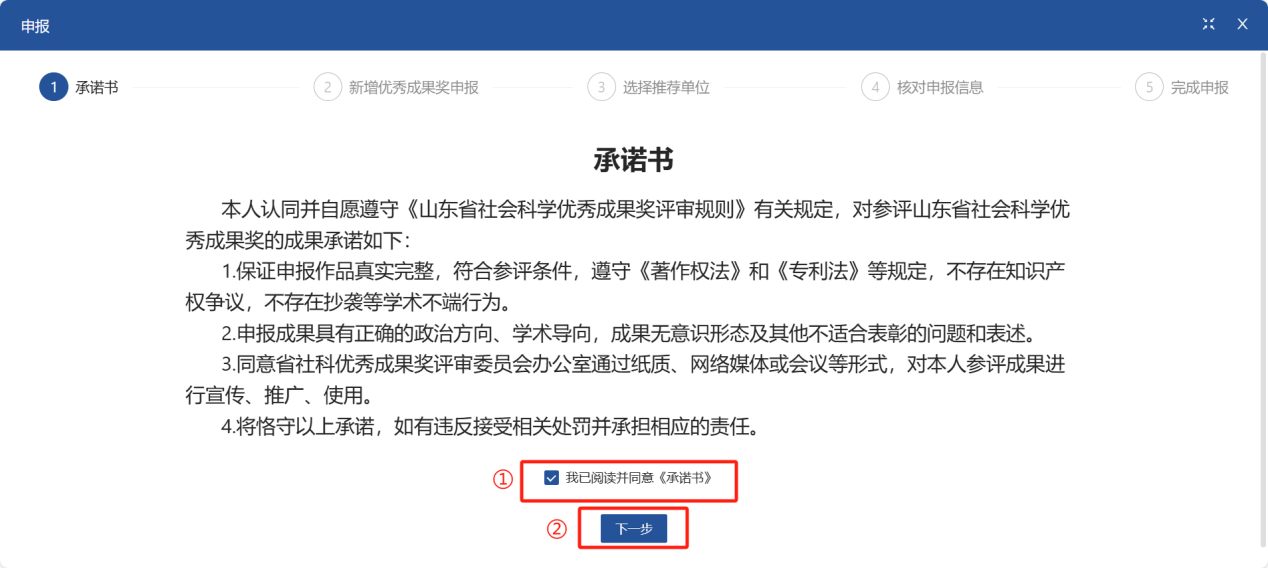 申报
1 承诺书 2 新增优秀成果奖申报 3 选择推荐单位 4 核对申报信息 5 完成申报
承诺书
本人认同并自愿遵守《山东省社会科学优秀成果奖评审规则》有关规定，对参评山东省社会科学优
秀成果奖的成果承诺如下：
1.保证申报作品真实完整，符合参评条件，遵守《著作权法》和《专利法》等规定，不存在知识产
权争议，不存在抄袭等学术不端行为。
2.申报成果具有正确的政治方向、学术导向，成果无意识形态及其他不适合表彰的问题和表述。
3.同意省社科优秀成果奖评审委员会办公室通过纸质、网络媒体或会议等形式，对本人参评成果进
行宣传、推广、使用。
4.将恪守以上承诺，如有违反接受相关处罚并承担相应的责任。
① 我已阅读并同意《承诺书》
② 下一步